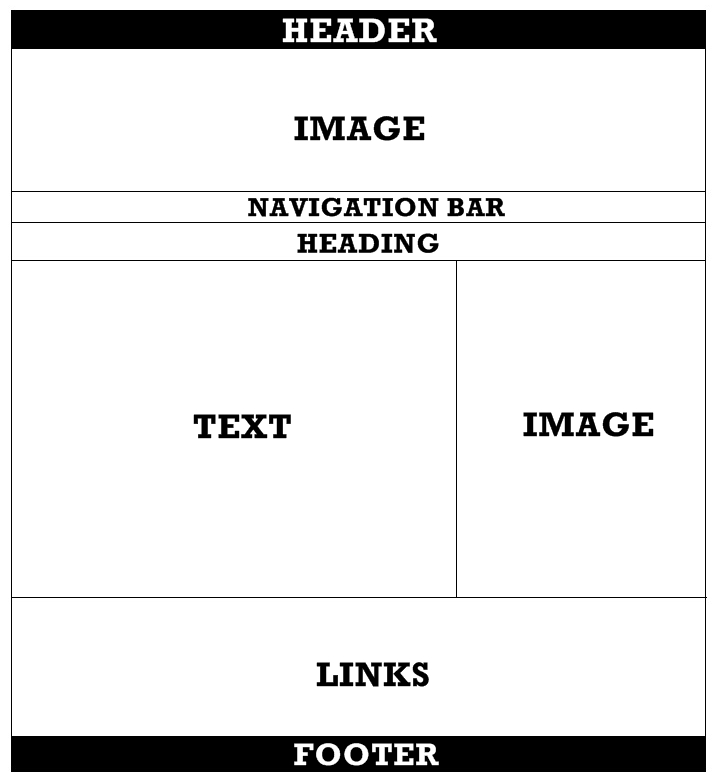 HEADER
IMAGE
NAVIGATION BAR
HEADING
TEXT
IMAGE
LINKS
FOOTER